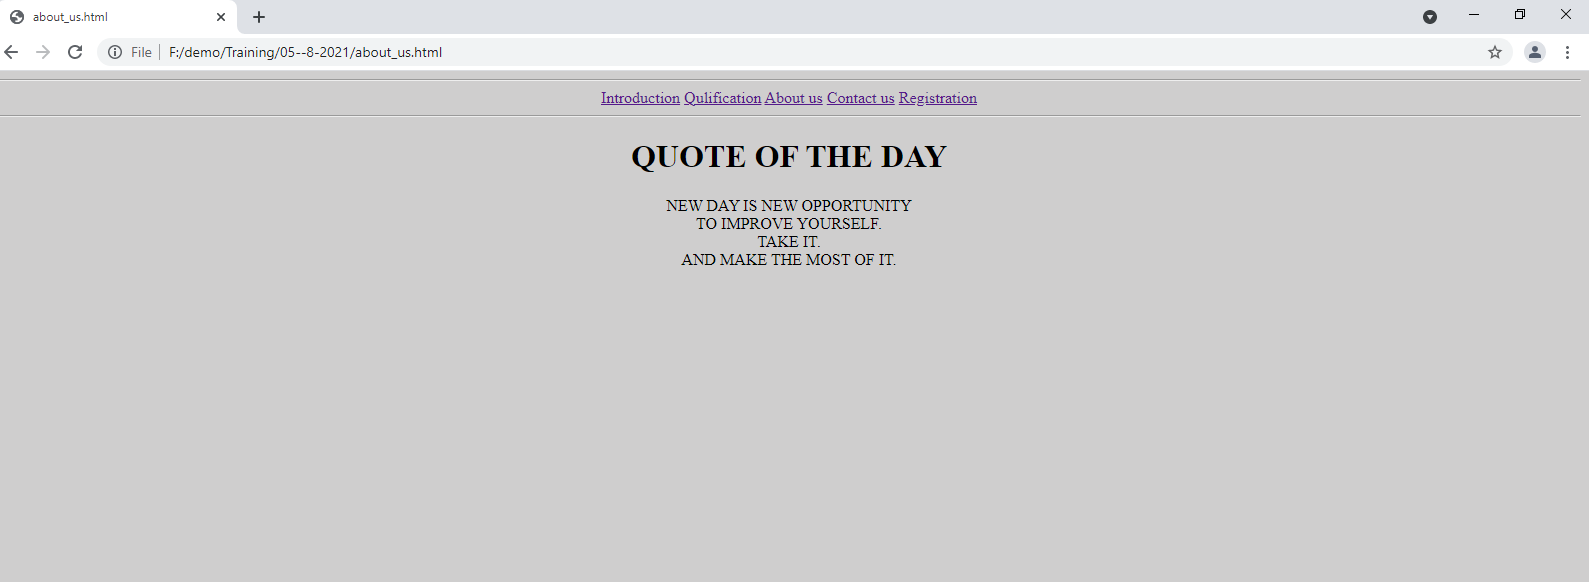 about_us.html
File F:/demo/Training/05--8-2021/about_us.html
Introduction Qulification About us Contact us Registration
QUOTE OF THE DAY
NEW DAY IS NEW OPPORTUNITY
TO IMPROVE YOURSELF.
TAKE IT.
AND MAKE THE MOST OF IT.